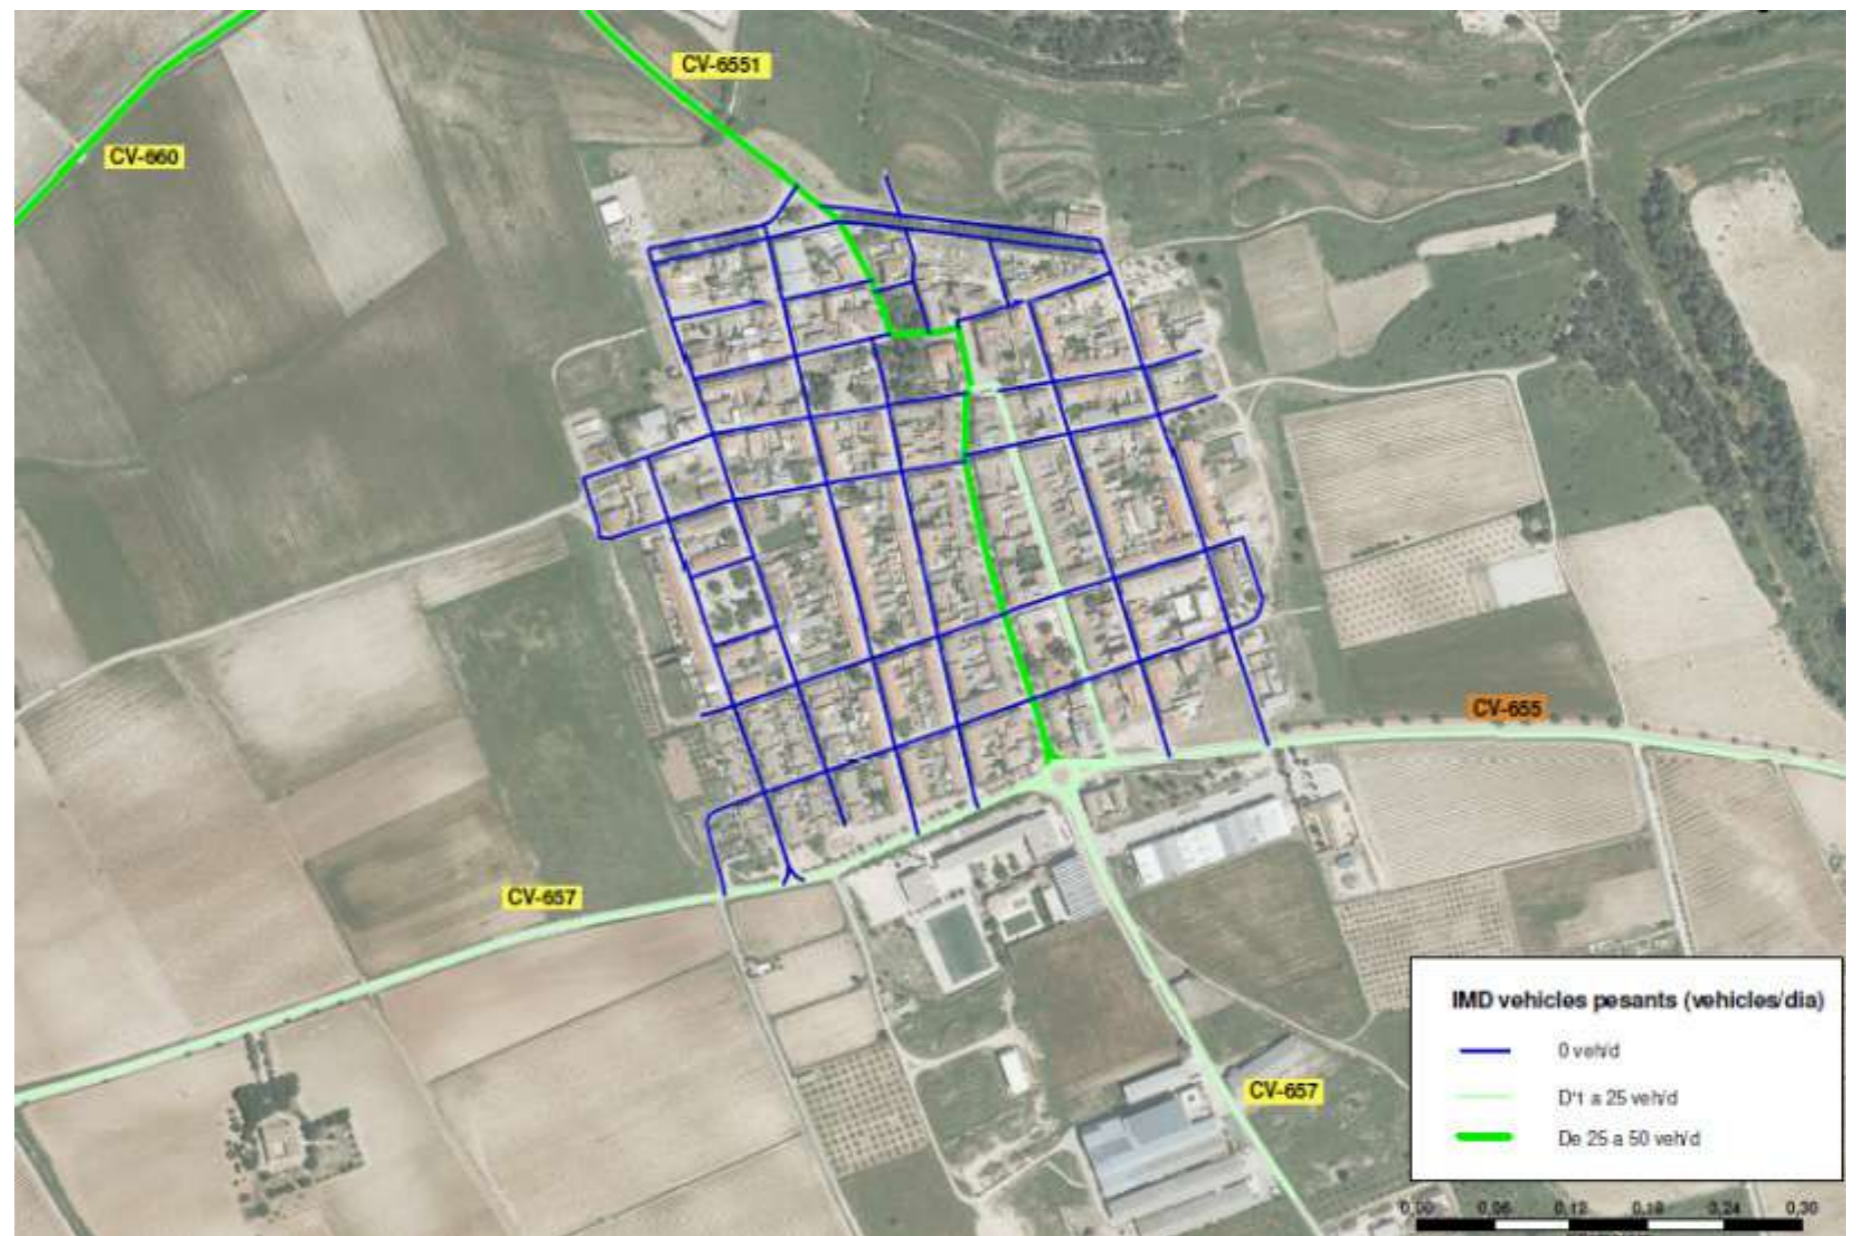 CV-6551
CV-660
CV-655
CV-657
CV-657
IMD vehicles pesants (vehicles/dia)
0 veh/d
D'1 a 25 veh/d
De 25 a 50 veh/d
0,00 0,06 0,12 0,18 0,24 0,30